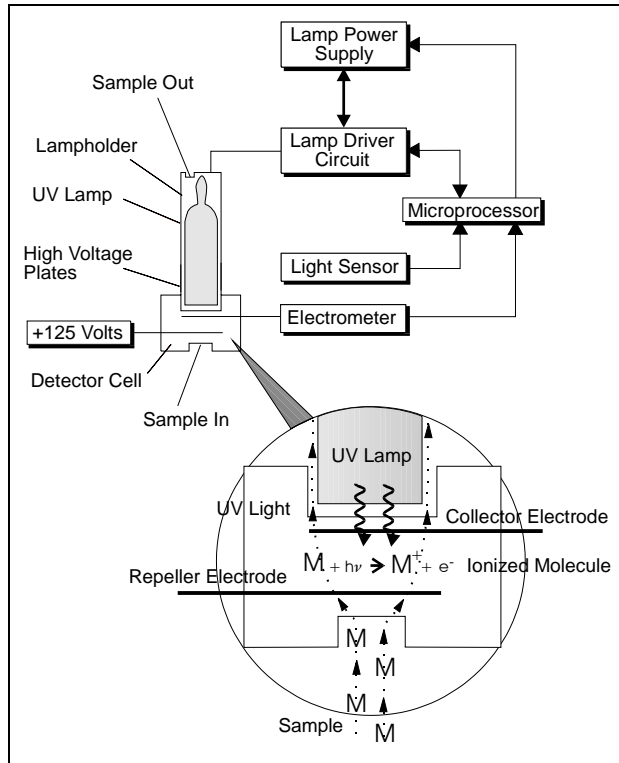 Lamp Power
Supply
Sample Out
Lampholder
Lamp Driver
Circuit
UV Lamp
Microprocessor
High Voltage
Plates
Light Sensor
Electrometer
+125 Volts
Detector Cell
Sample In
UV Lamp
UV Light
Collector Electrode
M + hν → M⁺ + e⁻ Ionized Molecule
Repeller Electrode
M
M
M
Sample
M